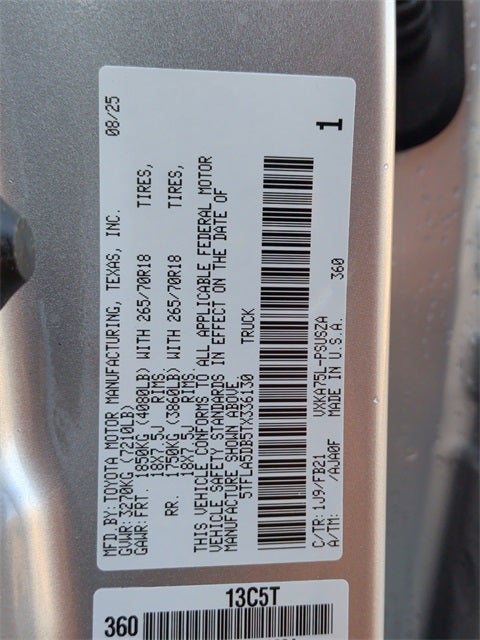 MFD.BY: TOYOTA MOTOR MANUFACTURING, TEXAS, INC. 08/25
GVWR: 3270KG (7210LB)
GAWR: FRT. 1850KG (4080LB) WITH 265/70R18 TIRES,
18X7.5J RIMS.
RR. 1750KG (3860LB) WITH 265/70R18 TIRES,
18X7.5J RIMS.
THIS VEHICLE CONFORMS TO ALL APPLICABLE FEDERAL MOTOR
VEHICLE SAFETY STANDARDS IN EFFECT ON THE DATE OF
MANUFACTURE SHOWN ABOVE.
5TFLA5DB5TX336130 TRUCK
1
C/TR: 1J9/FB21 VXKA75L-PSUSZA 360
A/TM: /AJA0F MADE IN U.S.A.
13C5T
360